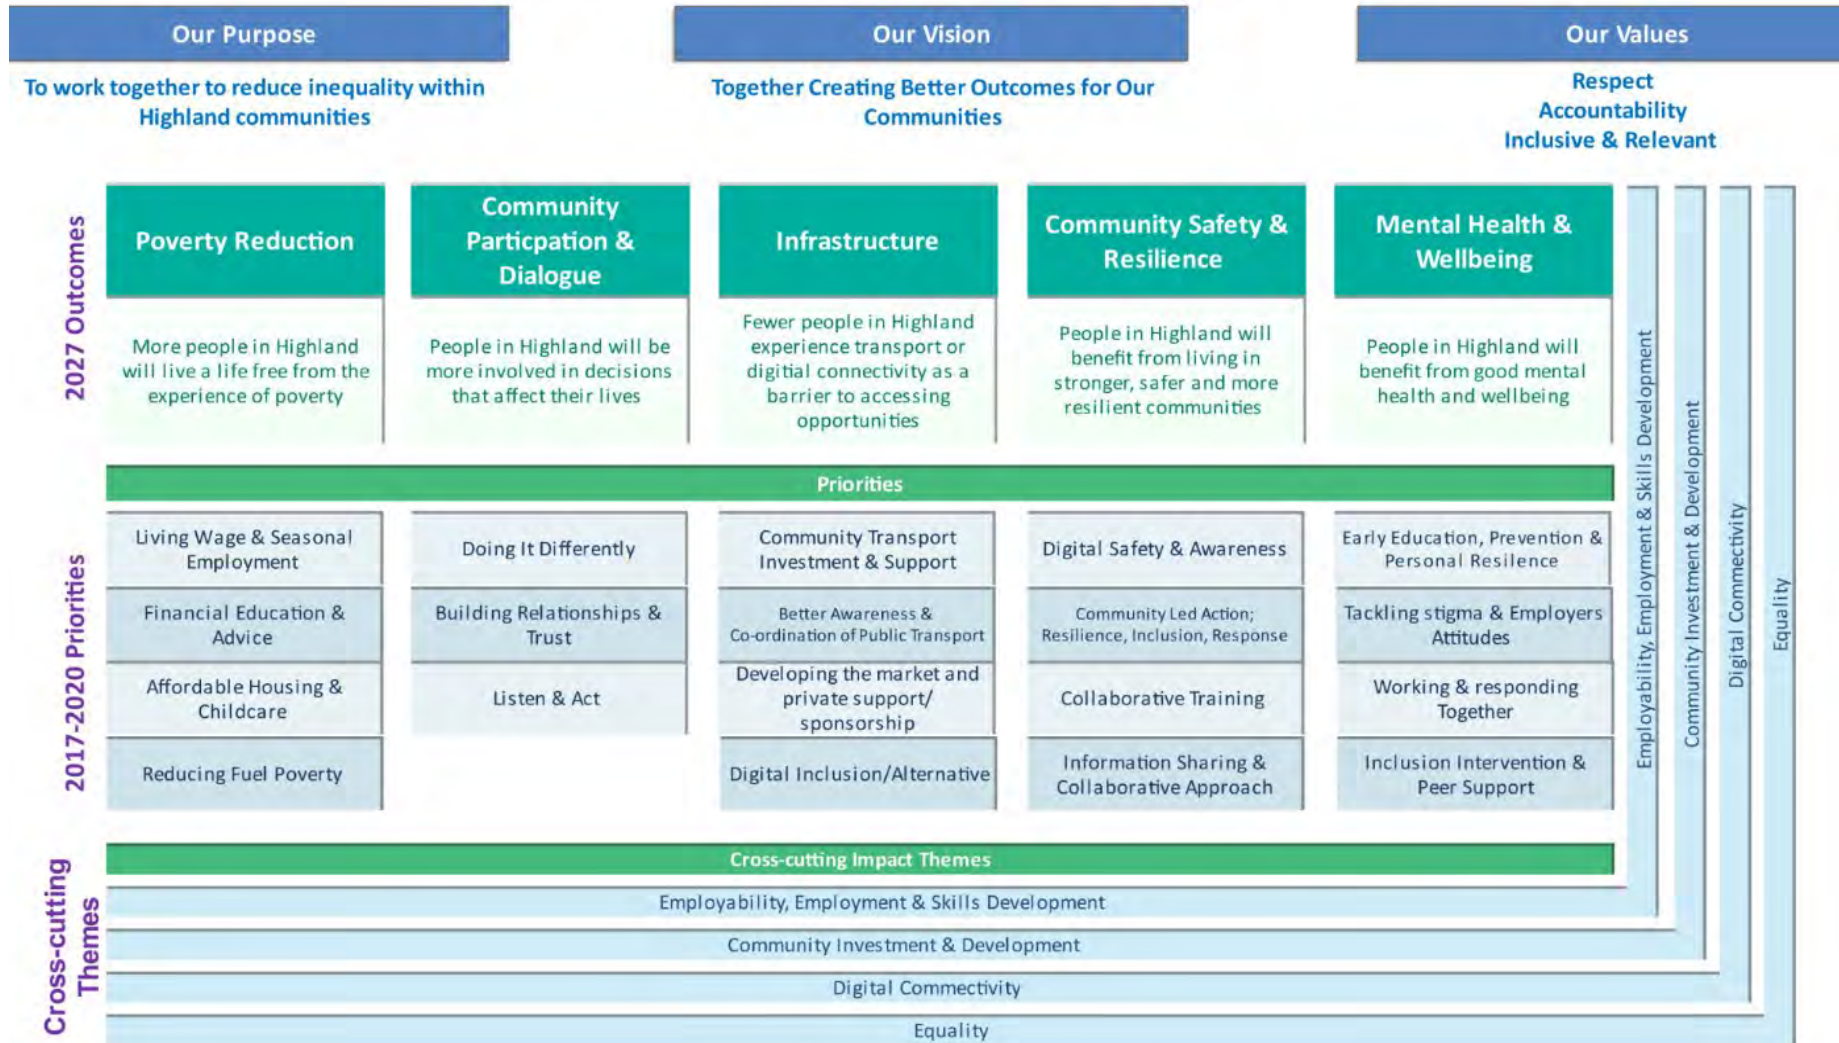 Our Purpose
To work together to reduce inequality within
Highland communities
Our Vision
Together Creating Better Outcomes for Our
Communities
Our Values
Respect
Accountability
Inclusive & Relevant
2027 Outcomes
Poverty Reduction
More people in Highland
will live a life free from the
experience of poverty
Community
Particpation &
Dialogue
People in Highland will be
more involved in decisions
that affect their lives
Infrastructure
Fewer people in Highland
experience transport or
digitial connectivity as a
barrier to accessing
opportunities
Community Safety &
Resilience
People in Highland will
benefit from living in
stronger, safer and more
resilient communities
Mental Health &
Wellbeing
People in Highland will
benefit from good mental
health and wellbeing
Priorities
2017-2020 Priorities
Living Wage & Seasonal
Employment
Financial Education &
Advice
Affordable Housing &
Childcare
Reducing Fuel Poverty
Doing It Differently
Building Relationships &
Trust
Listen & Act
Community Transport
Investment & Support
Better Awareness &
Co-ordination of Public Transport
Developing the market and
private support/
sponsorship
Digital Inclusion/Alternative
Digital Safety & Awareness
Community Led Action;
Resilience, Inclusion, Response
Collaborative Training
Information Sharing &
Collaborative Approach
Early Education, Prevention &
Personal Resilence
Tackling stigma & Employers
Attitudes
Working & responding
Together
Inclusion Intervention &
Peer Support
Employability, Employment & Skills Development
Community Investment & Development
Digital Commectivity
Equality
Cross-cutting
Themes
Cross-cutting Impact Themes
Employability, Employment & Skills Development
Community Investment & Development
Digital Commectivity
Equality